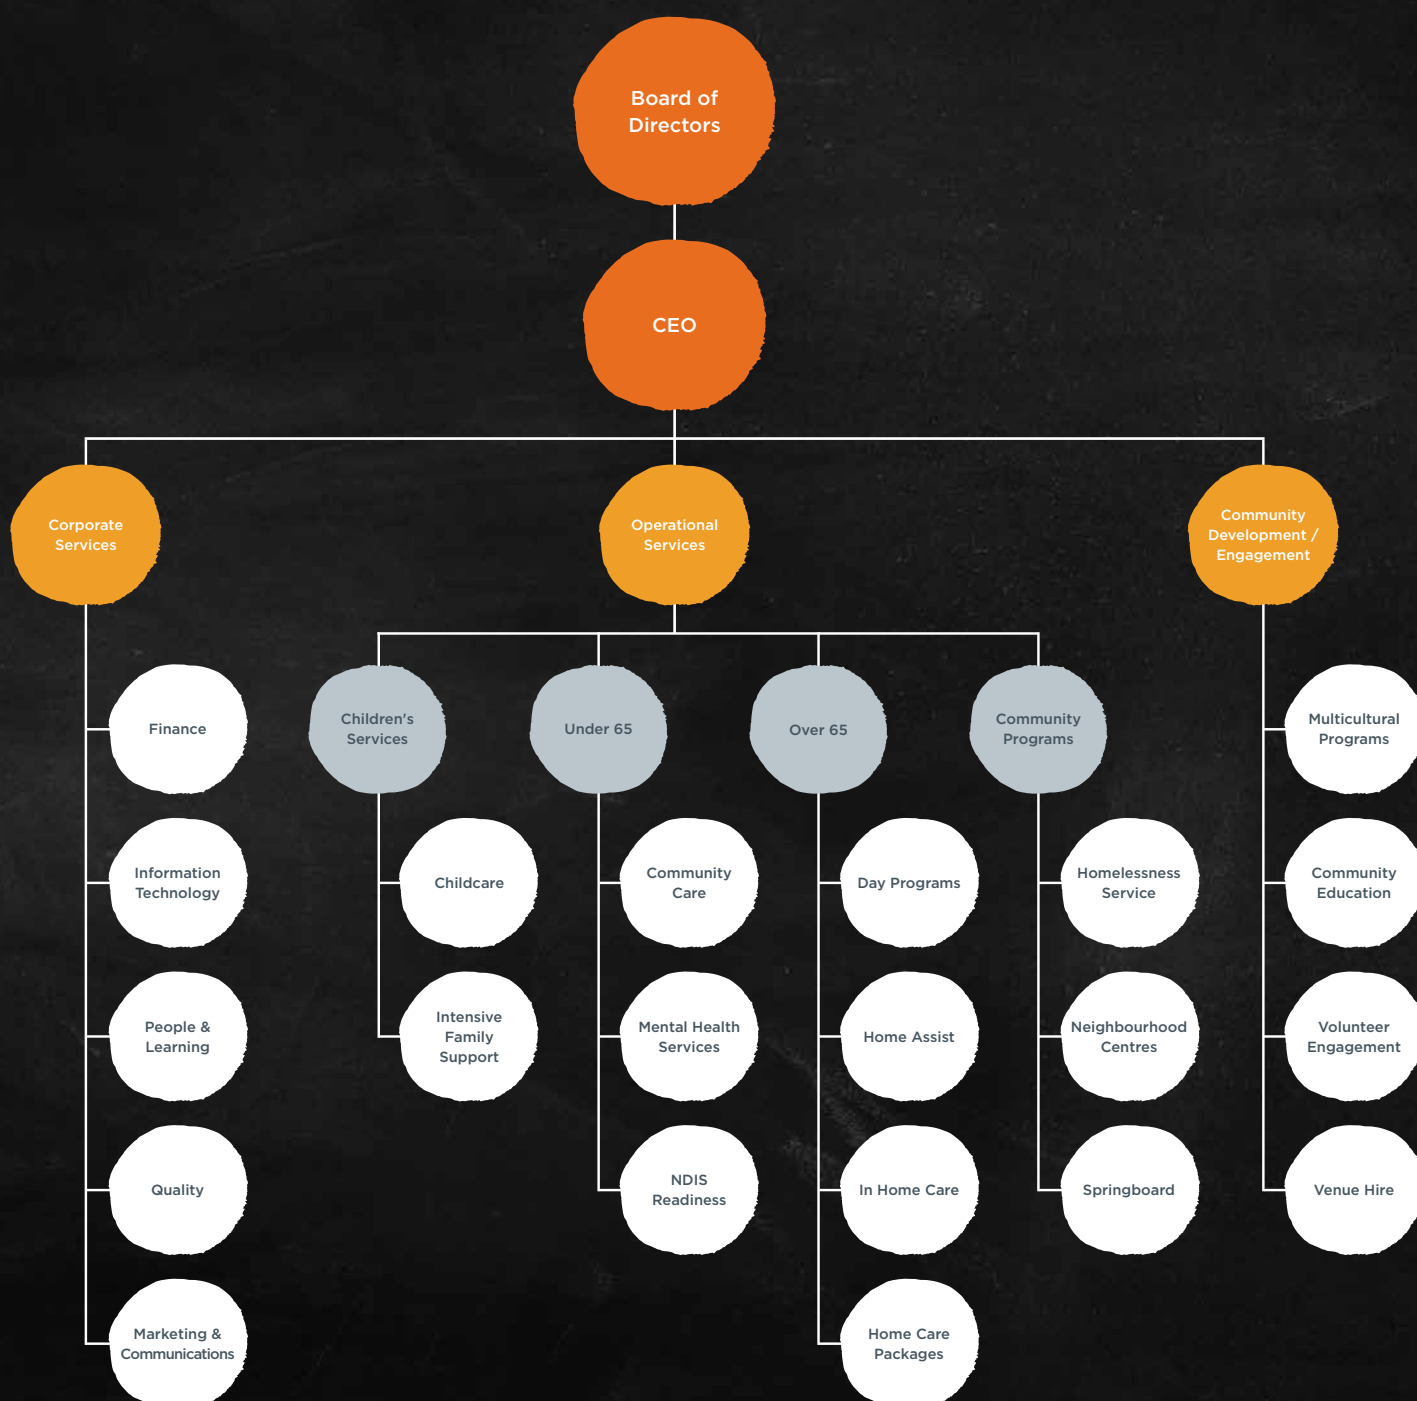 Board of
Directors
CEO
Corporate
Services
Operational
Services
Community
Development /
Engagement
Finance
Information
Technology
People &
Learning
Quality
Marketing &
Communications
Children's
Services
Childcare
Intensive
Family
Support
Under 65
Community
Care
Mental Health
Services
NDIS
Readiness
Over 65
Day Programs
Home Assist
In Home Care
Home Care
Packages
Community
Programs
Homelessness
Service
Neighbourhood
Centres
Springboard
Multicultural
Programs
Community
Education
Volunteer
Engagement
Venue Hire